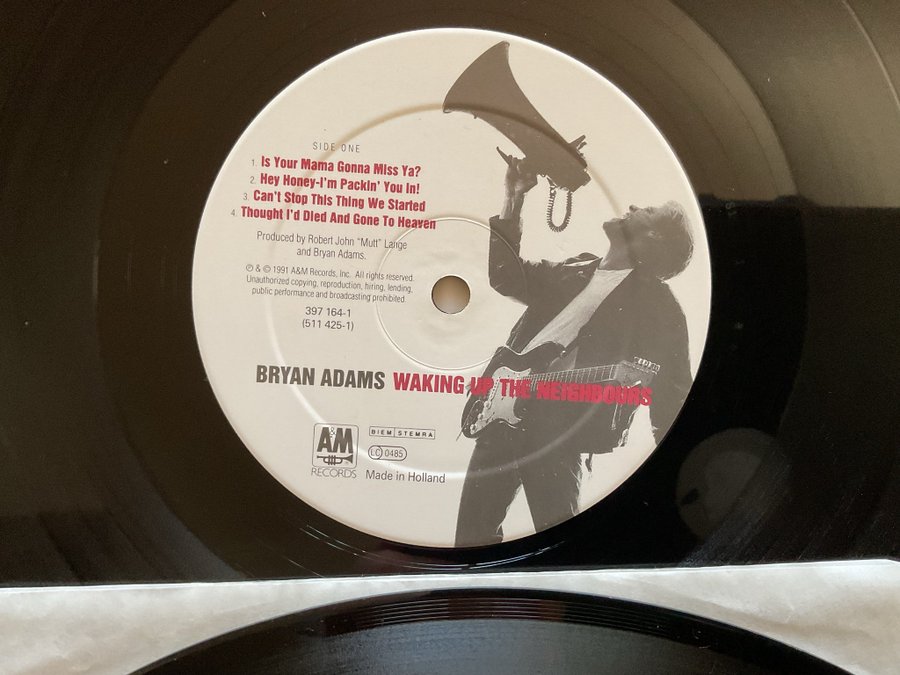 SIDE ONE
1. Is Your Mama Gonna Miss Ya?
2. Hey Honey-I'm Packin' You In!
3. Can't Stop This Thing We Started
4. Thought I'd Died And Gone To Heaven
Produced by Robert John "Mutt" Lange
and Bryan Adams.
℗ & © 1991 A&M Records, Inc. All rights reserved.
Unauthorized copying, reproduction, hiring, lending,
public performance and broadcasting prohibited.
397 164-1
(511 425-1)
BRYAN ADAMS WAKING UP THE NEIGHBOURS
A&M
RECORDS
BIEM STEMRA
LC 0485
Made in Holland